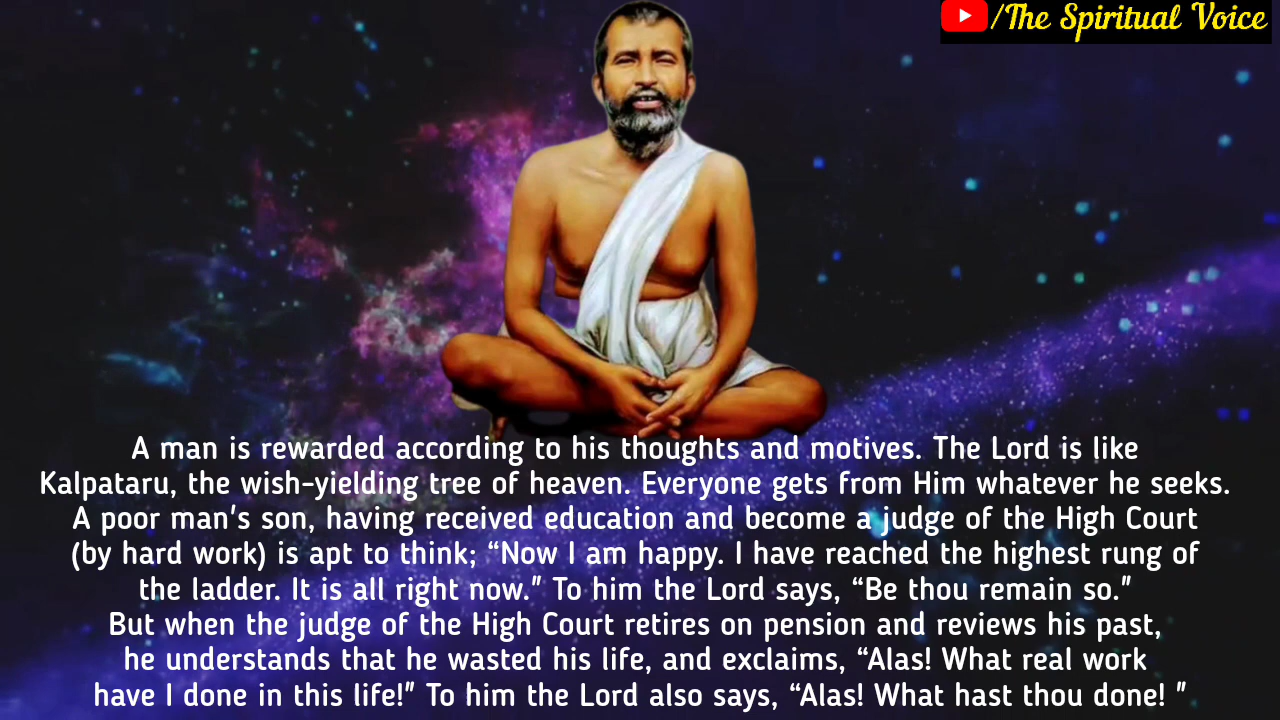 /The Spiritual Voice
A man is rewarded according to his thoughts and motives. The Lord is like
Kalpataru, the wish-yielding tree of heaven. Everyone gets from Him whatever he seeks.
A poor man's son, having received education and become a judge of the High Court
(by hard work) is apt to think; “Now I am happy. I have reached the highest rung of
the ladder. It is all right now." To him the Lord says, “Be thou remain so."
But when the judge of the High Court retires on pension and reviews his past,
he understands that he wasted his life, and exclaims, “Alas! What real work
have I done in this life!" To him the Lord also says, “Alas! What hast thou done! "